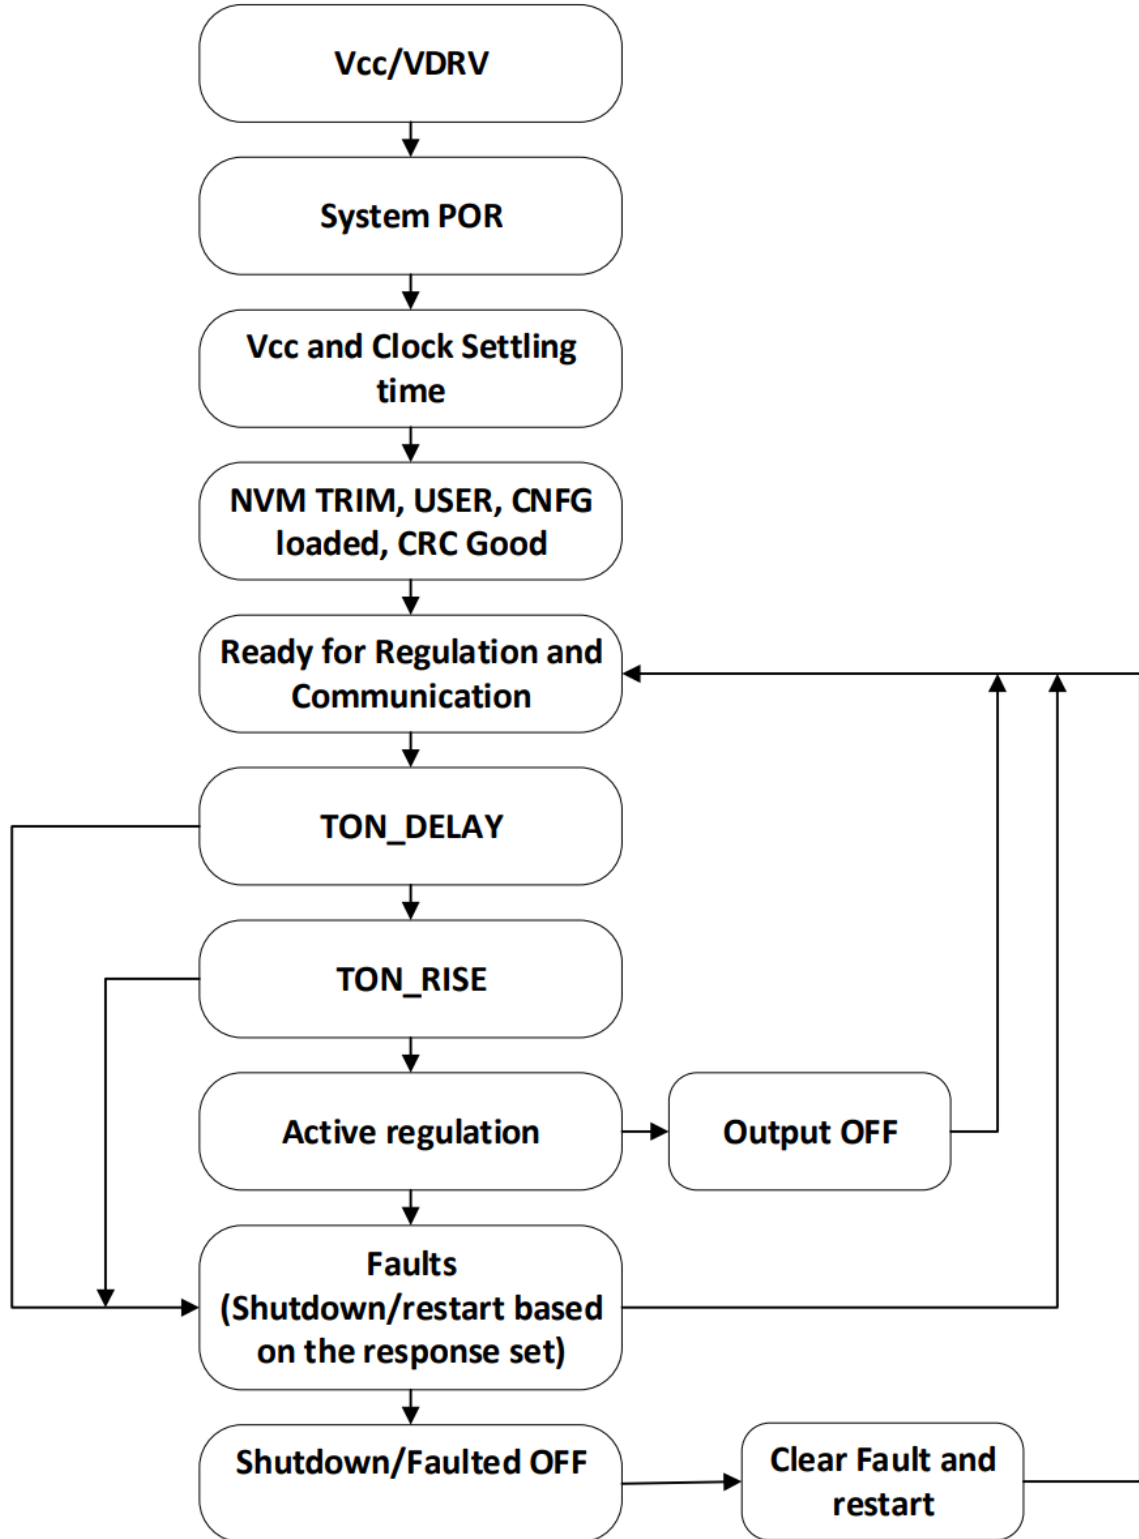 Vcc/VDRV
System POR
Vcc and Clock Settling
time
NVM TRIM, USER, CNFG
loaded, CRC Good
Ready for Regulation and
Communication
TON_DELAY
TON_RISE
Active regulation
Output OFF
Faults
(Shutdown/restart based
on the response set)
Shutdown/Faulted OFF
Clear Fault and
restart